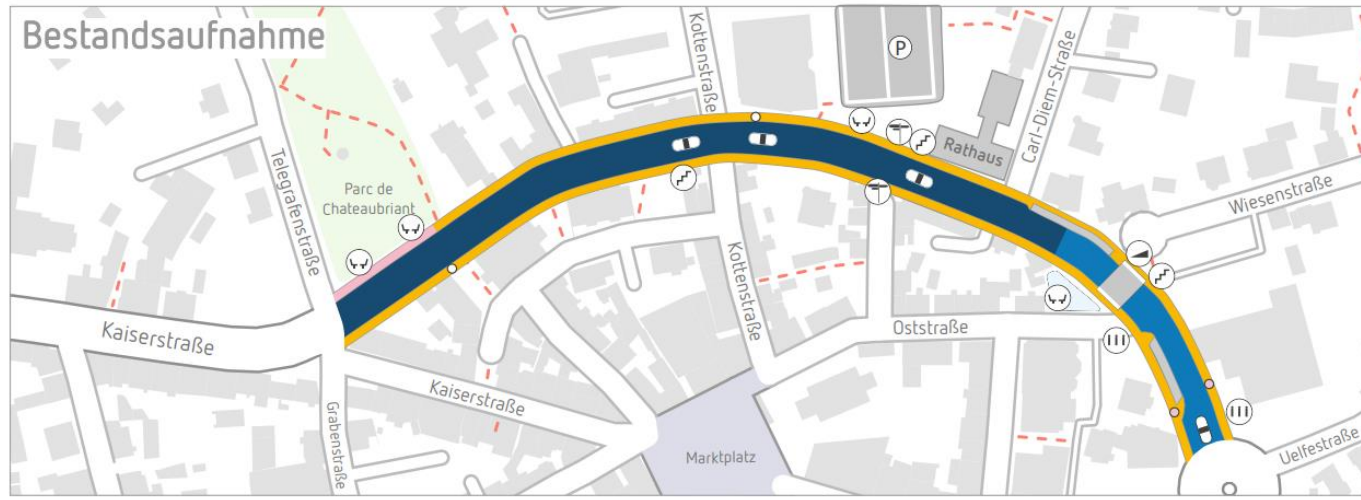 Bestandsaufnahme
Kottenstraße
P
Carl-Diem-Straße
Rathaus
Telegrafenstraße
Parc de
Chateaubriant
Wiesenstraße
Kaiserstraße
Kottenstraße
Oststraße
Kaiserstraße
Grabenstraße
Marktplatz
Uelfestraße